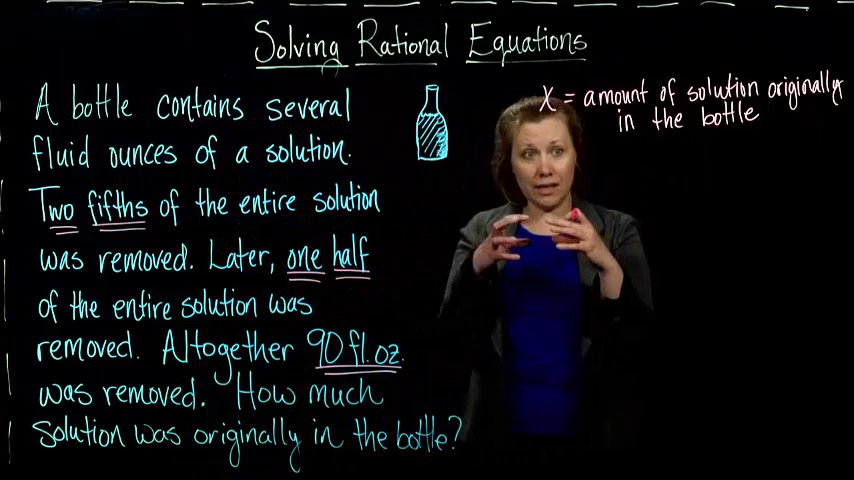 Solving Rational Equations
A bottle contains several
fluid ounces of a solution.
Two fifths of the entire solution
was removed. Later, one half
of the entire solution was
removed. Altogether 90 fl. oz.
was removed. How much
solution was originally in the bottle?
X = amount of solution originally
in the bottle